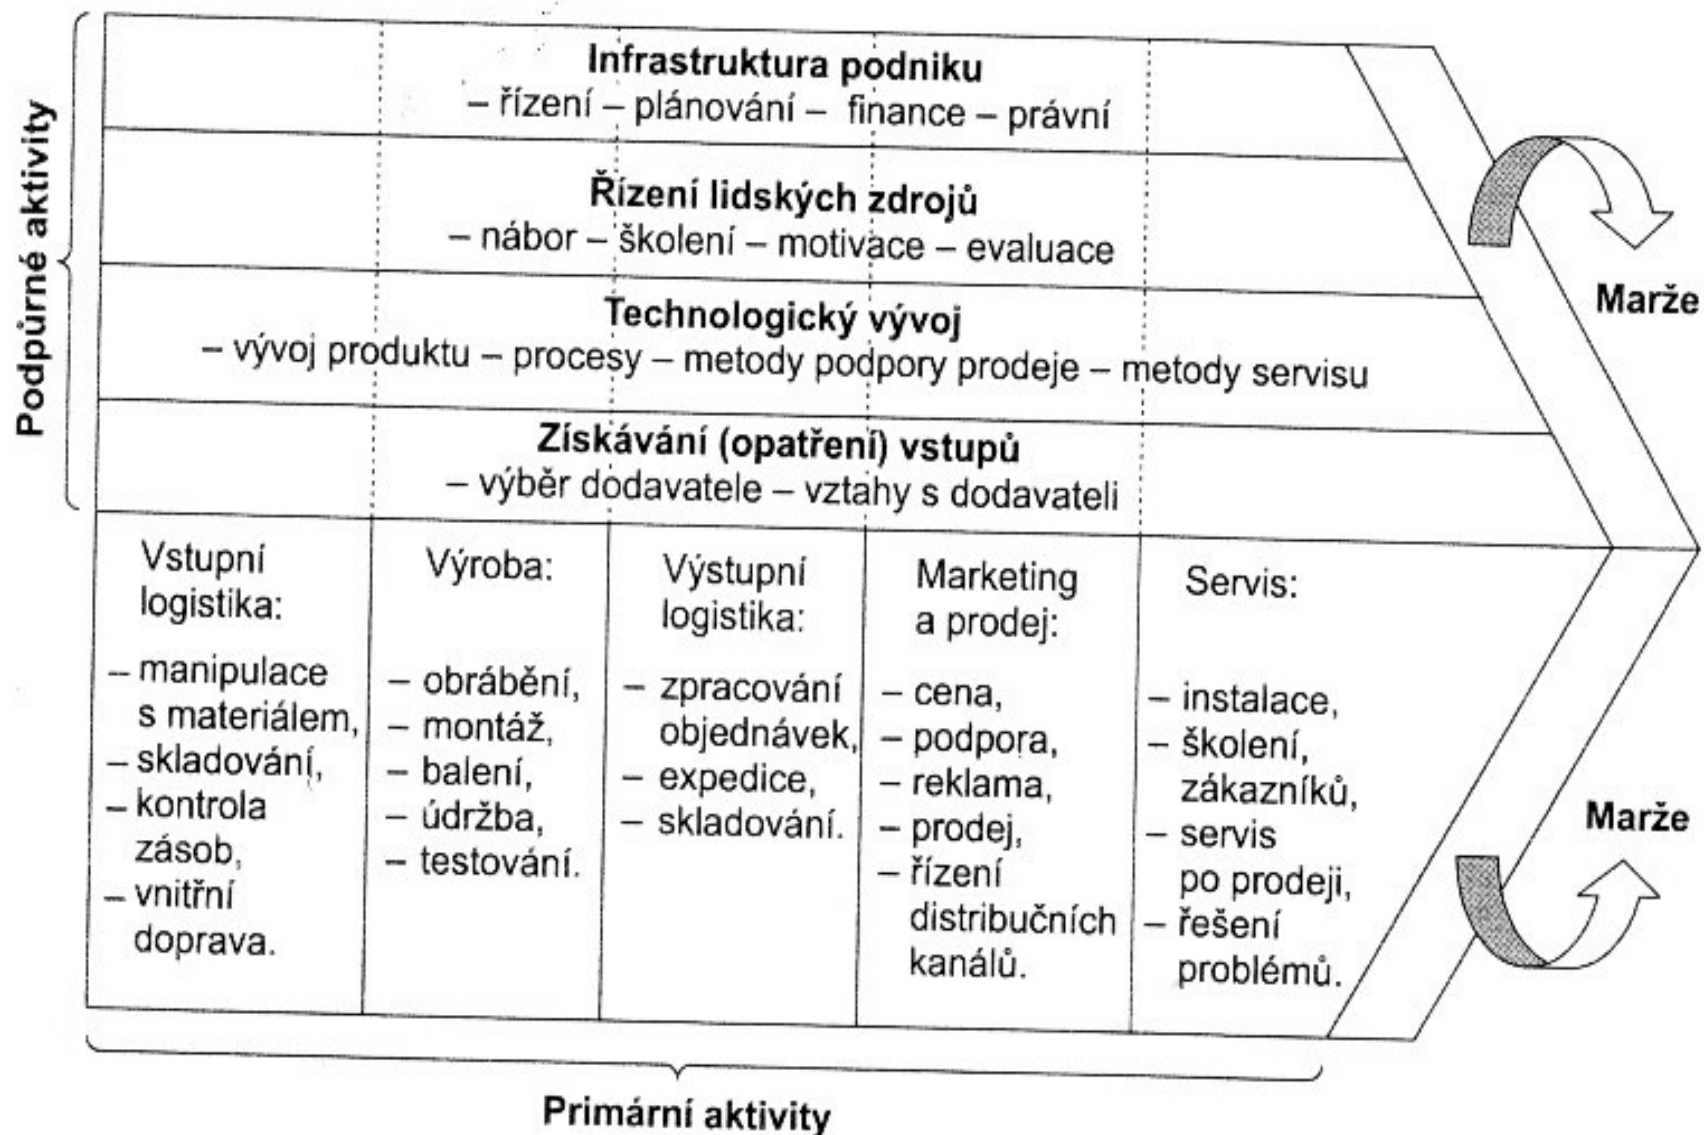 Podpůrné aktivity
Infrastruktura podniku
– řízení – plánování – finance – právní
Řízení lidských zdrojů
– nábor – školení – motivace – evaluace
Technologický vývoj
– vývoj produktu – procesy – metody podpory prodeje – metody servisu
Získávání (opatření) vstupů
– výběr dodavatele – vztahy s dodavateli
Marže
Vstupní
logistika:
– manipulace
s materiálem,
– skladování,
– kontrola
zásob,
– vnitřní
doprava.
Výroba:
– obrábění,
– montáž,
– balení,
– údržba,
– testování.
Výstupní
logistika:
– zpracování
objednávek,
– expedice,
– skladování.
Marketing
a prodej:
– cena,
– podpora,
– reklama,
– prodej,
– řízení
distribučních
kanálů.
Servis:
– instalace,
– školení,
zákazníků,
– servis
po prodeji,
– řešení
problémů.
Marže
Primární aktivity